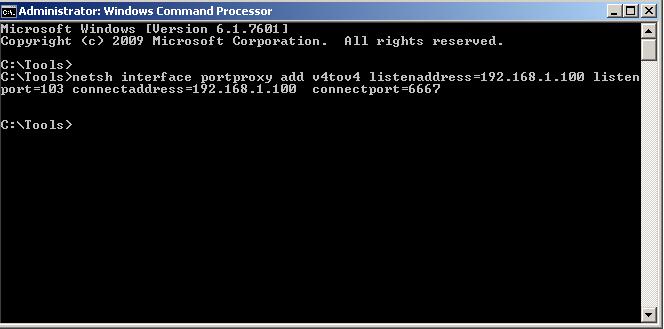 Administrator: Windows Command Processor
Microsoft Windows [Version 6.1.7601]
Copyright (c) 2009 Microsoft Corporation.  All rights reserved.
C:\Tools>
C:\Tools>netsh interface portproxy add v4tov4 listenaddress=192.168.1.100 listen
port=103 connectaddress=192.168.1.100  connectport=6667
C:\Tools>